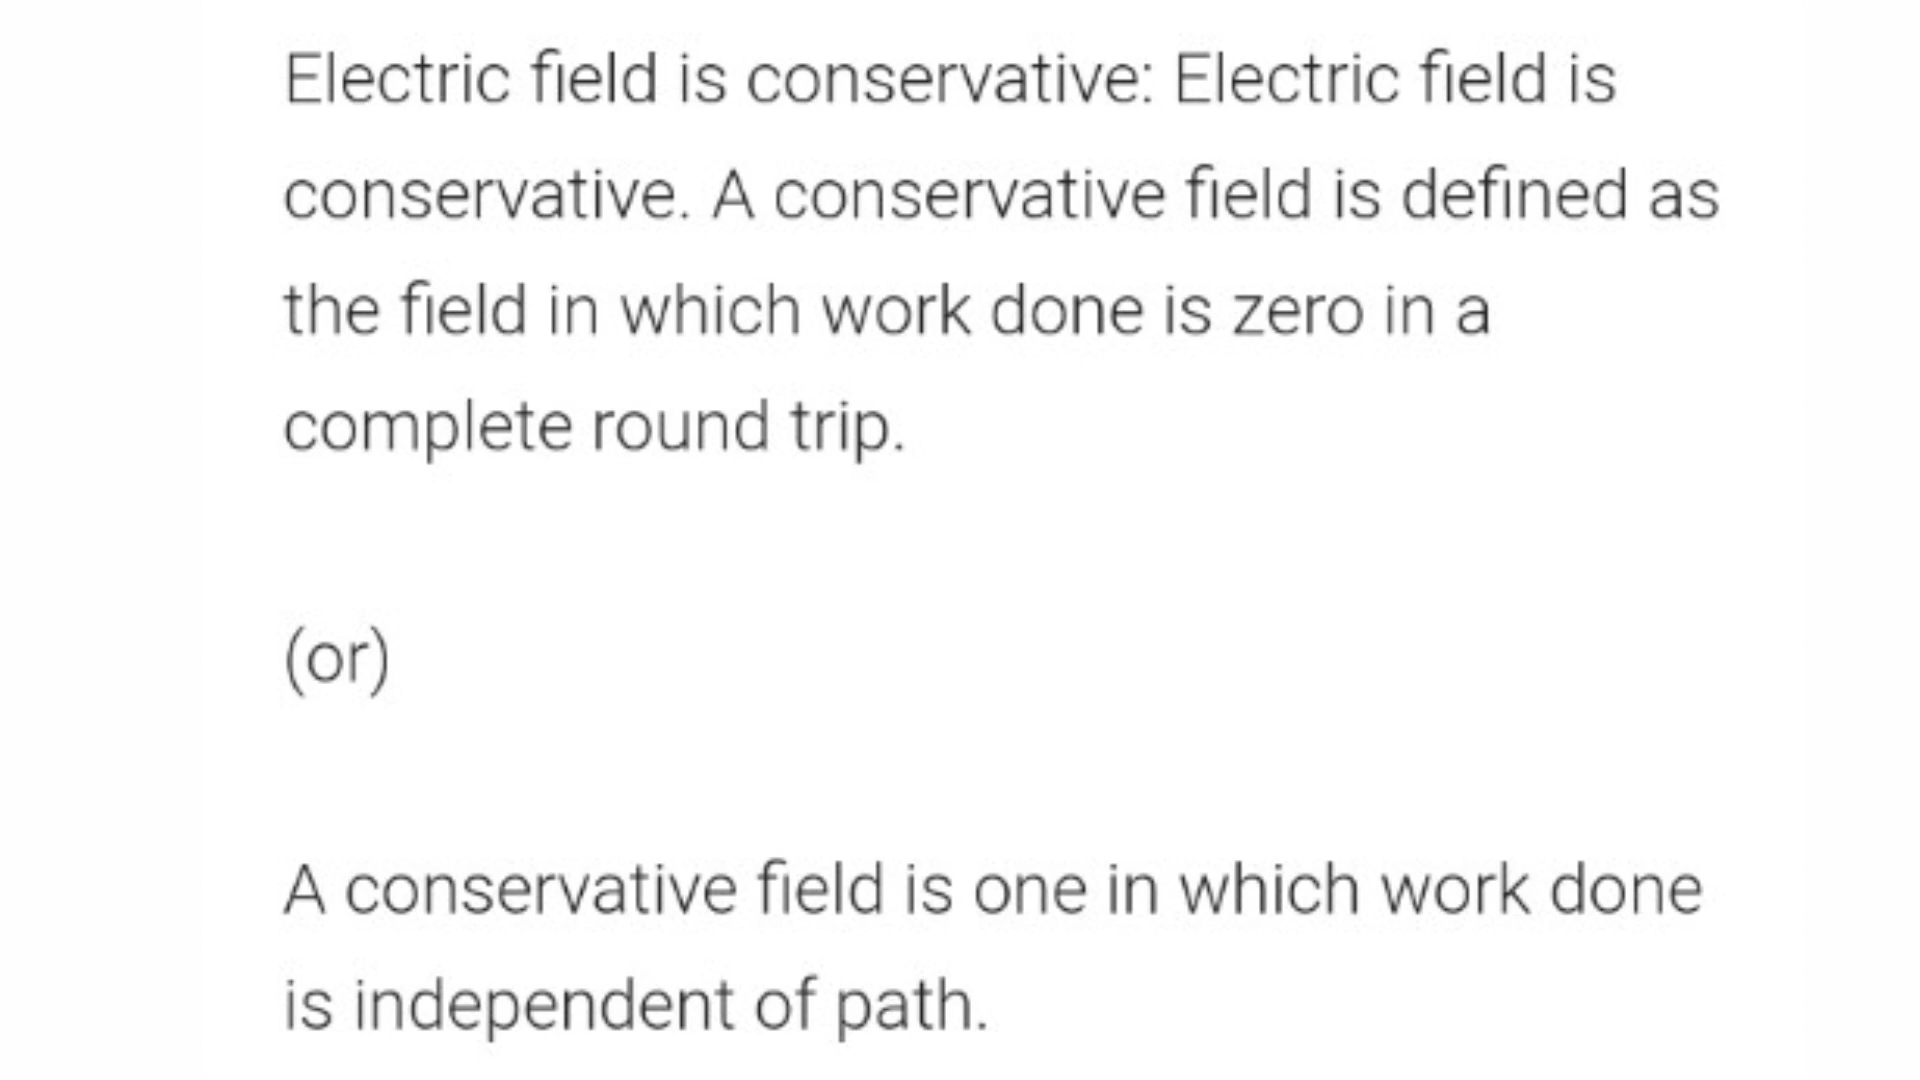 Electric field is conservative: Electric field is
conservative. A conservative field is defined as
the field in which work done is zero in a
complete round trip.
(or)
A conservative field is one in which work done
is independent of path.